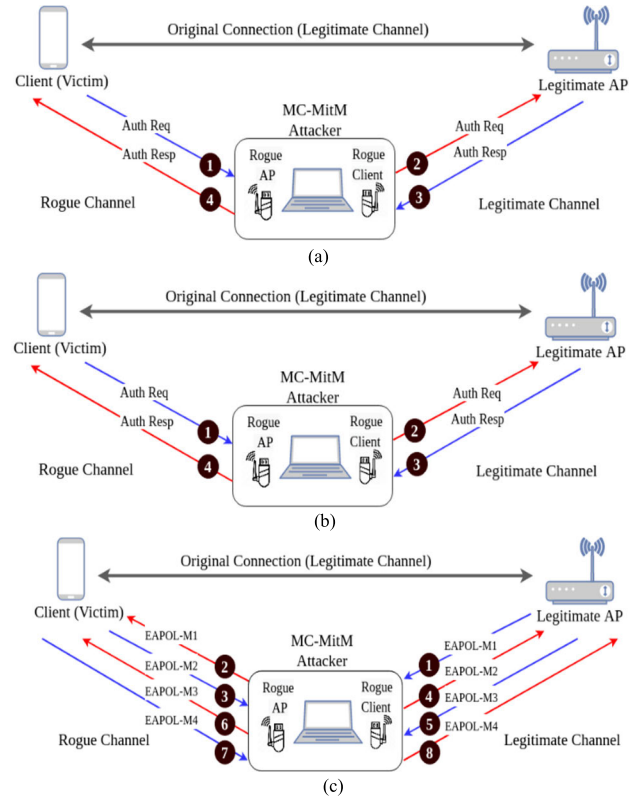 Original Connection (Legitimate Channel)
Client (Victim)
Legitimate AP
MC-MitM
Attacker
Auth Req
Auth Resp
1
4
Rogue
AP
Rogue
Client
2
3
Auth Req
Auth Resp
Rogue Channel
Legitimate Channel
(a)
Original Connection (Legitimate Channel)
Client (Victim)
Legitimate AP
MC-MitM
Attacker
Auth Req
Auth Resp
1
4
Rogue
AP
Rogue
Client
2
3
Auth Req
Auth Resp
Rogue Channel
Legitimate Channel
(b)
Original Connection (Legitimate Channel)
Client (Victim)
Legitimate AP
EAPOL-M1
EAPOL-M2
EAPOL-M3
EAPOL-M4
2
3
6
7
MC-MitM
Attacker
Rogue
AP
Rogue
Client
1
4
5
8
EAPOL-M1
EAPOL-M2
EAPOL-M3
EAPOL-M4
Rogue Channel
Legitimate Channel
(c)